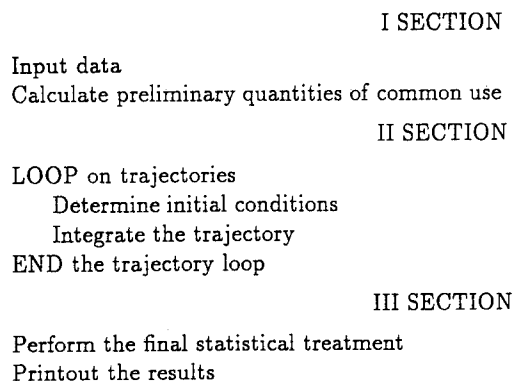 I SECTION
Input data
Calculate preliminary quantities of common use
II SECTION
LOOP on trajectories
Determine initial conditions
Integrate the trajectory
END the trajectory loop
III SECTION
Perform the final statistical treatment
Printout the results